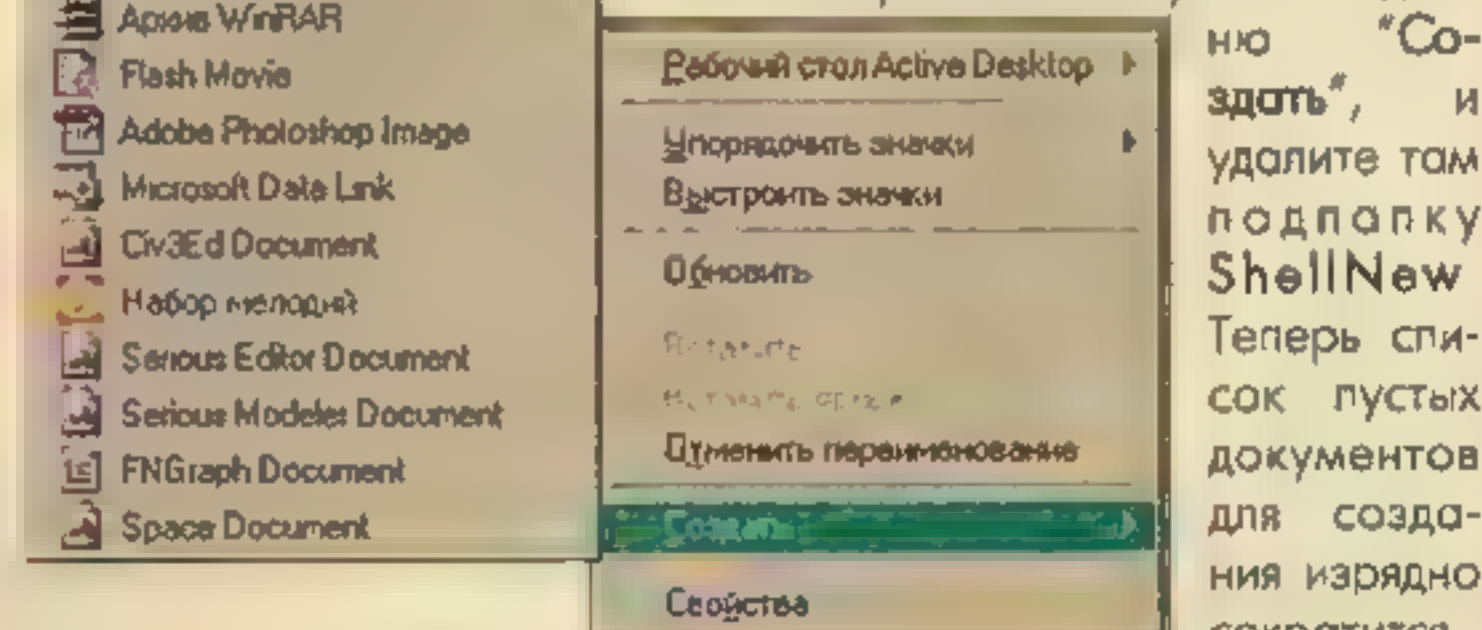 Архив WinRAR
Flash Movie
Adobe Photoshop Image
Microsoft Data Link
Civ3Ed Document
Набор мелодий
Serious Editor Document
Serious Modeler Document
FNGraph Document
Space Document
Рабочий стол Active Desktop
Упорядочить значки
Выстроить значки
Обновить
Отменить переименование
Создать
Свойства
ню "Со-
здать", и
удалите там
подпапку
ShellNew
Теперь спи-
сок пустых
документов
для созда-
ния изрядно